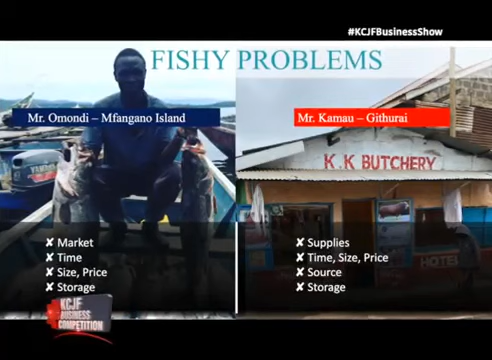 #KCJFBusinessShow
FISHY PROBLEMS
Mr. Omondi – Mfangano Island
Mr. Kamau – Githurai
K.K BUTCHERY
✘ Market
✘ Time
✘ Size, Price
✘ Storage
✘ Supplies
✘ Time, Size, Price
✘ Source
✘ Storage
HOTEL
KCJF
BUSINESS
COMPETITION